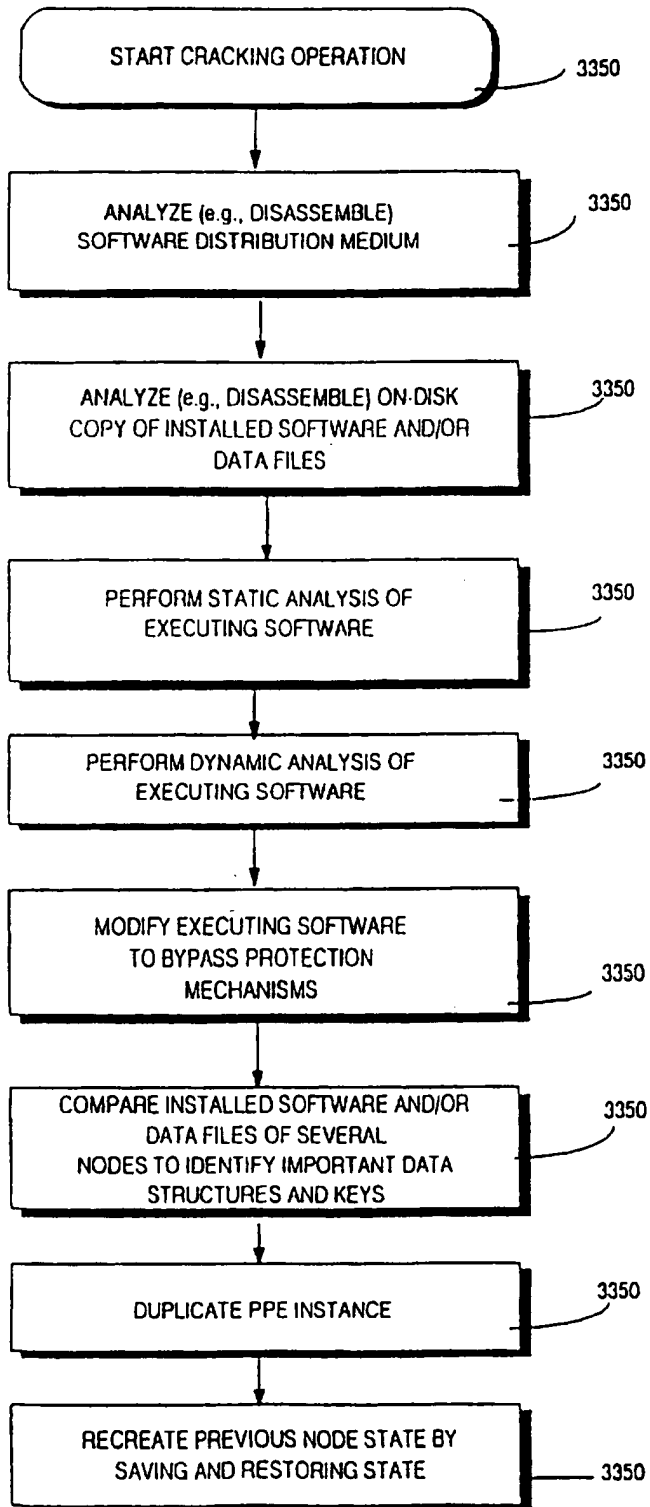 START CRACKING OPERATION
3350
ANALYZE (e.g., DISASSEMBLE)
SOFTWARE DISTRIBUTION MEDIUM
3350
ANALYZE (e.g., DISASSEMBLE) ON-DISK
COPY OF INSTALLED SOFTWARE AND/OR
DATA FILES
3350
PERFORM STATIC ANALYSIS OF
EXECUTING SOFTWARE
3350
PERFORM DYNAMIC ANALYSIS OF
EXECUTING SOFTWARE
3350
MODIFY EXECUTING SOFTWARE
TO BYPASS PROTECTION
MECHANISMS
3350
COMPARE INSTALLED SOFTWARE AND/OR
DATA FILES OF SEVERAL
NODES TO IDENTIFY IMPORTANT DATA
STRUCTURES AND KEYS
3350
DUPLICATE PPE INSTANCE
3350
RECREATE PREVIOUS NODE STATE BY
SAVING AND RESTORING STATE
3350